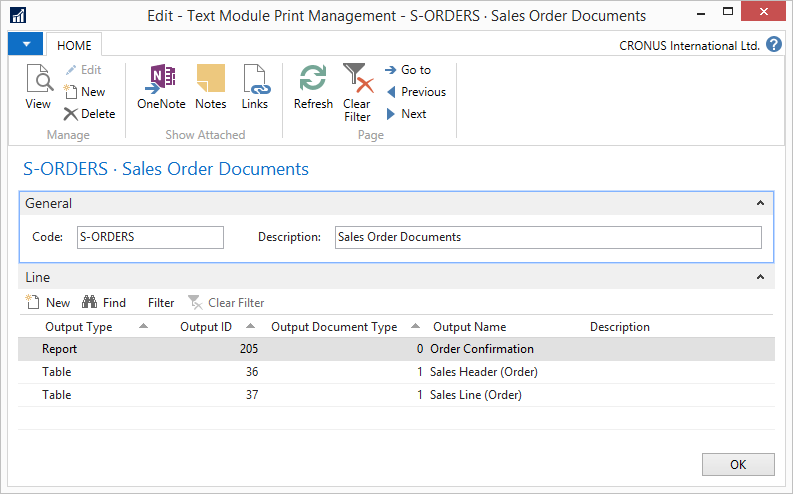 Edit - Text Module Print Management - S-ORDERS · Sales Order Documents
HOME
CRONUS International Ltd.
View
Edit
New
Delete
Manage
OneNote
Notes
Links
Show Attached
Refresh
Clear Filter
Go to
Previous
Next
Page
S-ORDERS · Sales Order Documents
General
Code: S-ORDERS Description: Sales Order Documents
Line
New Find Filter Clear Filter
Output Type Output ID Output Document Type Output Name Description
Report 205 0 Order Confirmation
Table 36 1 Sales Header (Order)
Table 37 1 Sales Line (Order)
OK